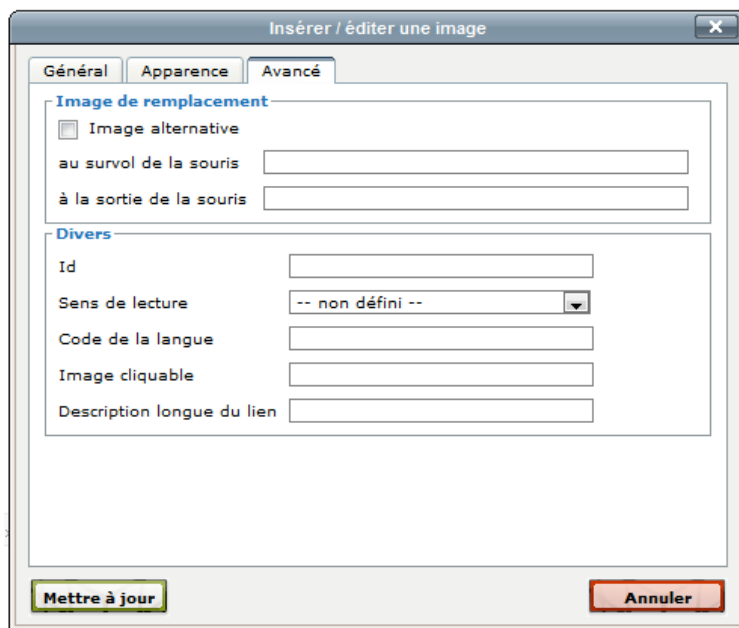 Insérer / éditer une image
Général Apparence Avancé
Image de remplacement
Image alternative
au survol de la souris
à la sortie de la souris
Divers
Id
Sens de lecture -- non défini --
Code de la langue
Image cliquable
Description longue du lien
Mettre à jour Annuler